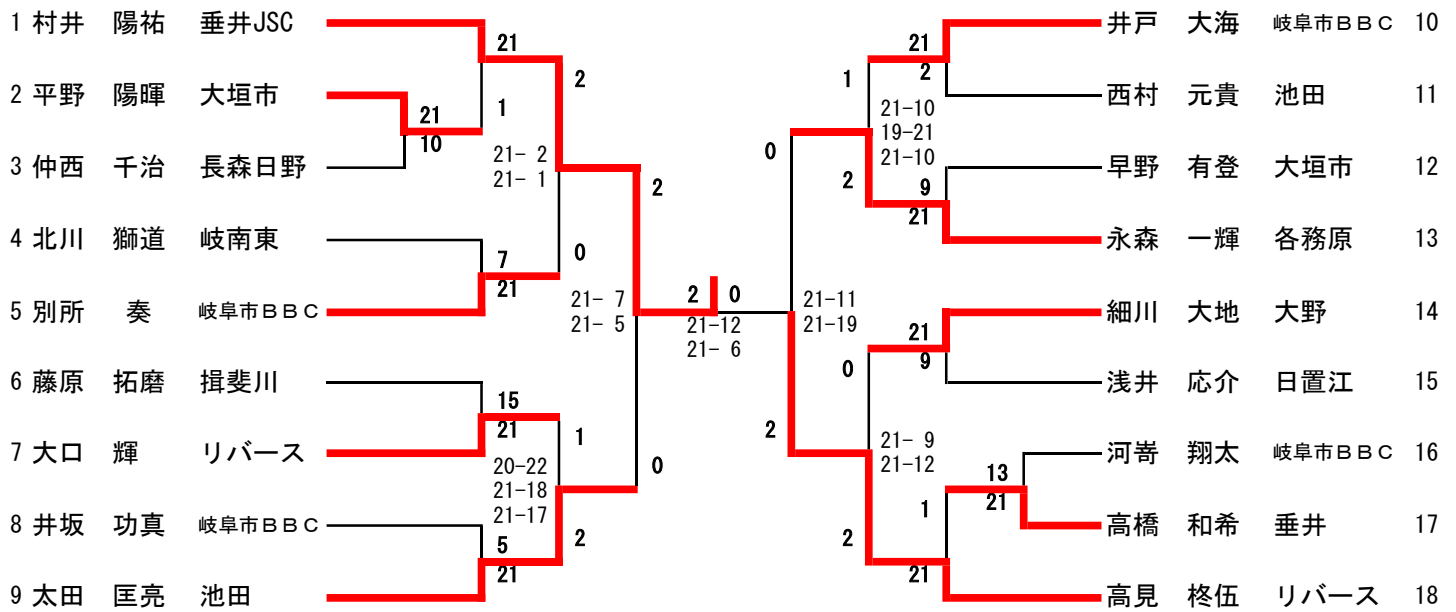 1 村井 陽祐 垂井JSC
2 平野 陽暉 大垣市
3 仲西 千治 長森日野
4 北川 獅道 岐南東
5 別所 奏 岐阜市BBC
6 藤原 拓磨 揖斐川
7 大口 輝 リバース
8 井坂 功真 岐阜市BBC
9 太田 匡亮 池田
21
1
21
10
2
21- 2
21- 1
7
21
0
2
21- 7
21- 5
15
21
1
20-22
21-18
21-17
5
21
2
0
2 0
21-12
21- 6
0
21-11
21-19
2
1
21-10
19-21
21-10
2
21
2
9
21
0
21- 9
21-12
2
21
9
13
21
1
21
井戸 大海 岐阜市BBC 10
西村 元貴 池田 11
早野 有登 大垣市 12
永森 一輝 各務原 13
細川 大地 大野 14
浅井 応介 日置江 15
河嵜 翔太 岐阜市BBC 16
高橋 和希 垂井 17
高見 柊伍 リバース 18